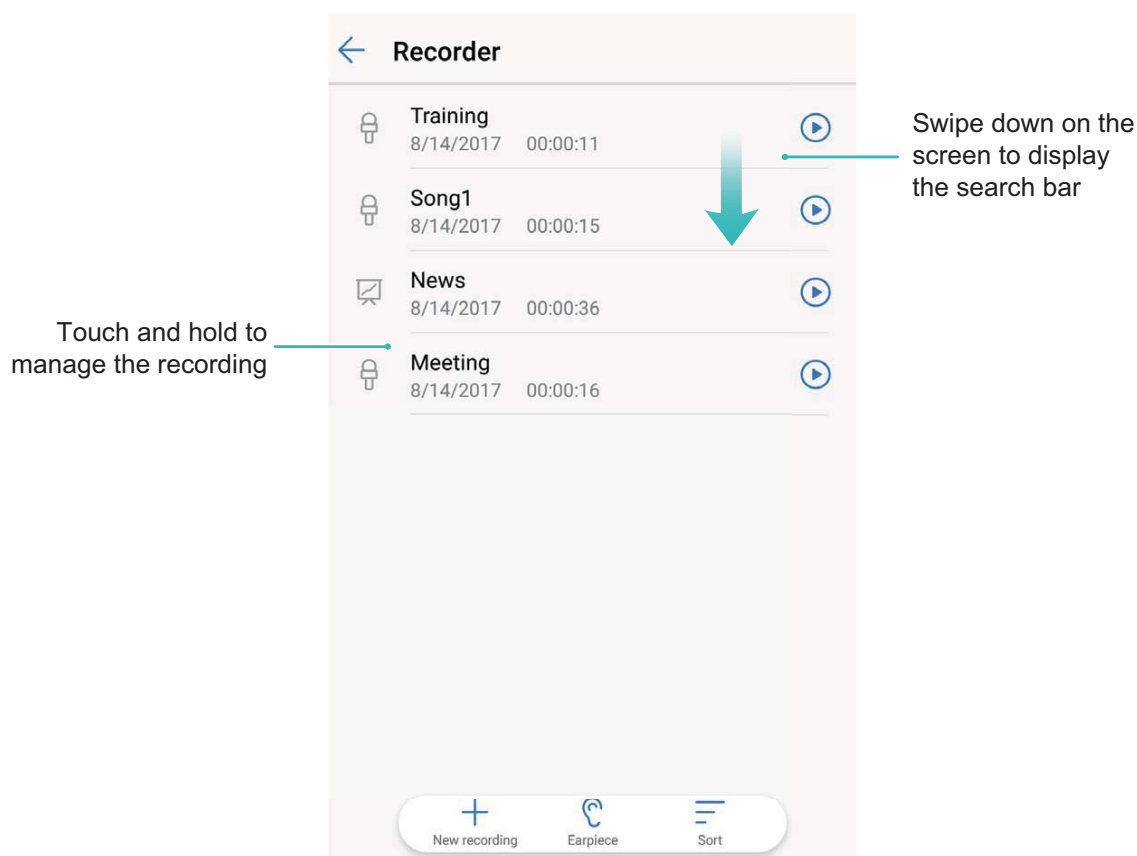 Recorder
Training
8/14/2017 00:00:11
Song1
8/14/2017 00:00:15
News
8/14/2017 00:00:36
Meeting
8/14/2017 00:00:16
Swipe down on the
screen to display
the search bar
Touch and hold to
manage the recording
New recording
Earpiece
Sort